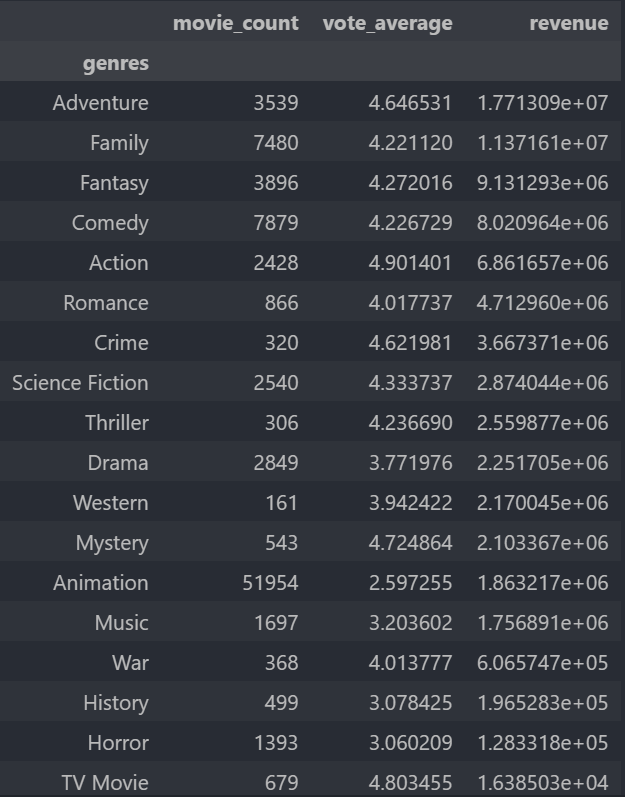 movie_count vote_average revenue
genres
Adventure 3539 4.646531 1.771309e+07
Family 7480 4.221120 1.137161e+07
Fantasy 3896 4.272016 9.131293e+06
Comedy 7879 4.226729 8.020964e+06
Action 2428 4.901401 6.861657e+06
Romance 866 4.017737 4.712960e+06
Crime 320 4.621981 3.667371e+06
Science Fiction 2540 4.333737 2.874044e+06
Thriller 306 4.236690 2.559877e+06
Drama 2849 3.771976 2.251705e+06
Western 161 3.942422 2.170045e+06
Mystery 543 4.724864 2.103367e+06
Animation 51954 2.597255 1.863217e+06
Music 1697 3.203602 1.756891e+06
War 368 4.013777 6.065747e+05
History 499 3.078425 1.965283e+05
Horror 1393 3.060209 1.283318e+05
TV Movie 679 4.803455 1.638503e+04